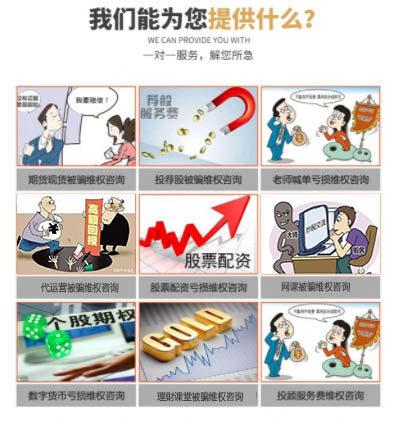 我们能为您提供什么?
WE CAN PROVIDE YOU WITH
一对一服务，解您所急
我要赔偿!
荐股
服务费
期货现货被骗维权咨询
投荐股被骗维权咨询
老师喊单亏损维权咨询
高额回报
¥
股票配资
代运营被骗维权咨询
股票配资亏损维权咨询
网课被骗维权咨询
个股期权
GOLD
数字货币亏损维权咨询
理财课堂被骗维权咨询
投顾服务费维权咨询